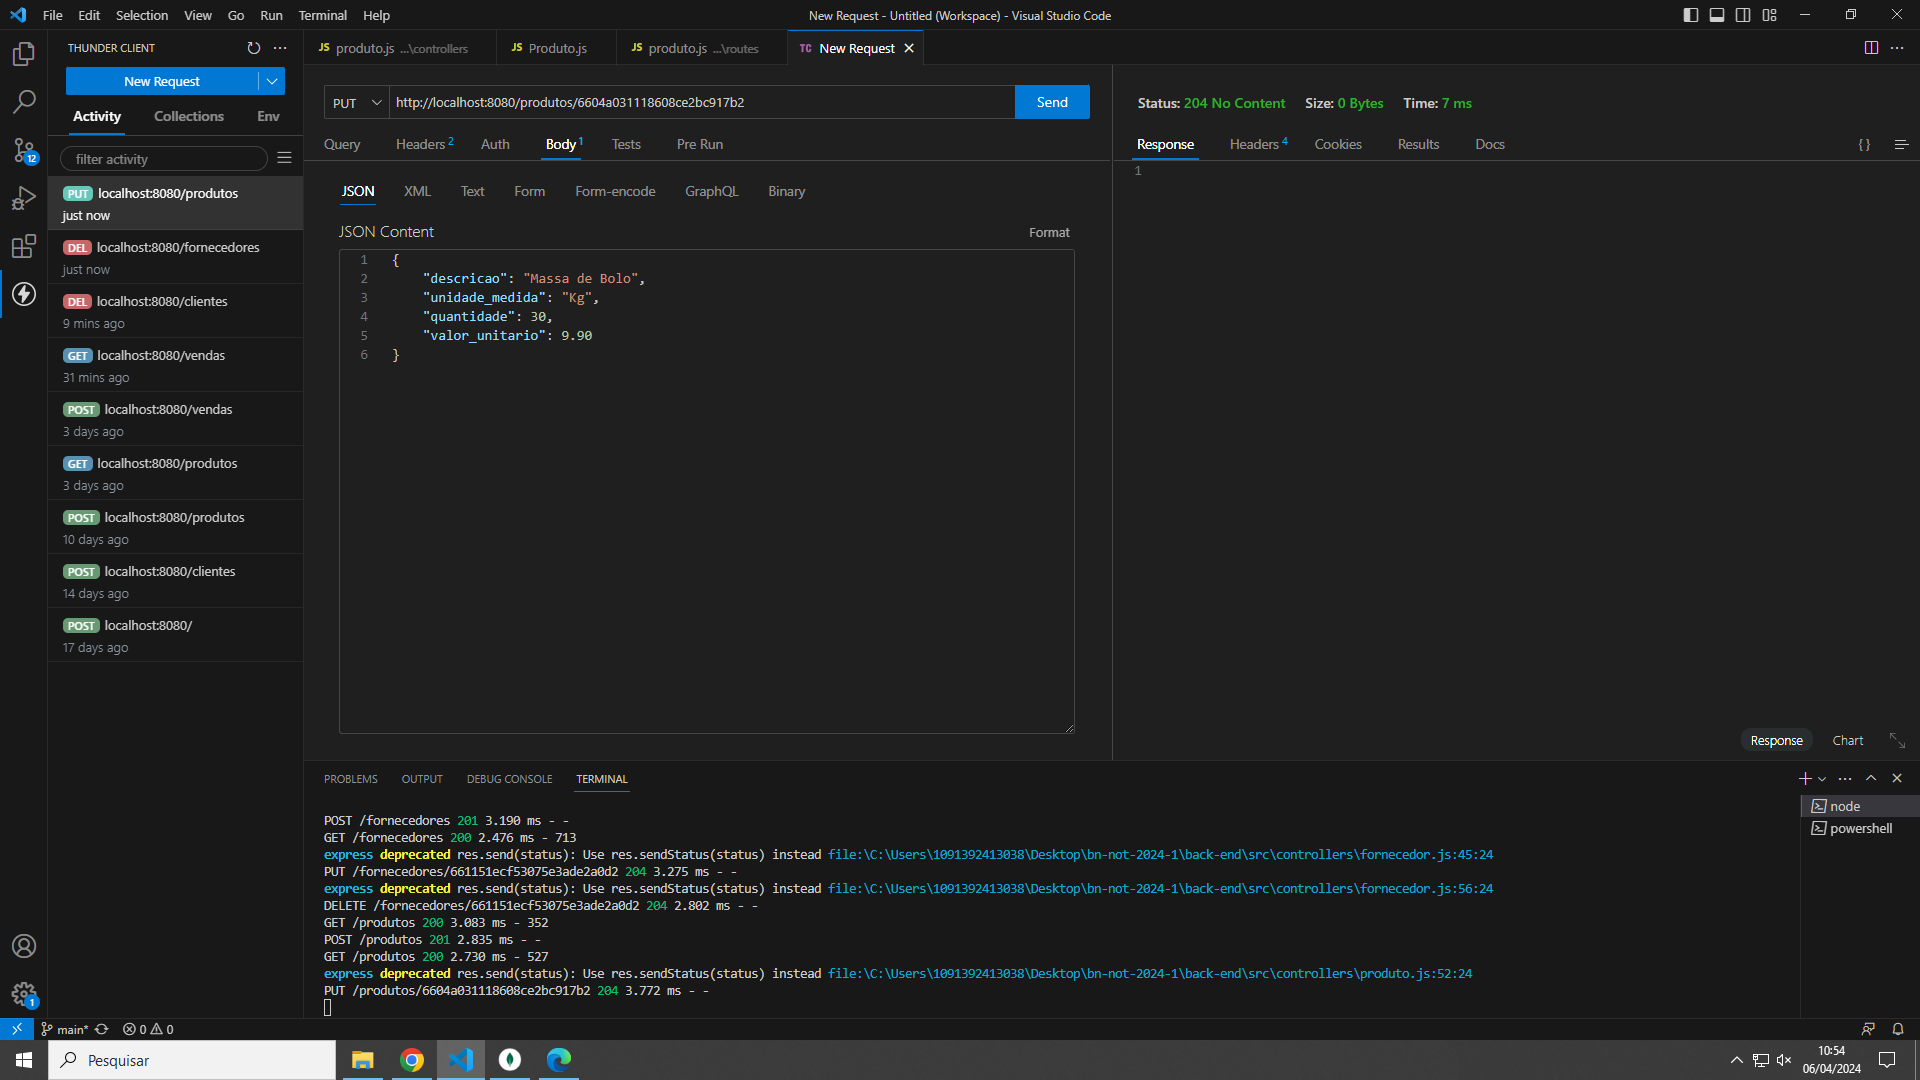 File Edit Selection View Go Run Terminal Help
New Request - Untitled (Workspace) - Visual Studio Code
THUNDER CLIENT
New Request
Activity Collections Env
filter activity
PUT localhost:8080/produtos
just now
DEL localhost:8080/fornecedores
just now
DEL localhost:8080/clientes
9 mins ago
GET localhost:8080/vendas
31 mins ago
POST localhost:8080/vendas
3 days ago
GET localhost:8080/produtos
3 days ago
POST localhost:8080/produtos
10 days ago
POST localhost:8080/clientes
14 days ago
POST localhost:8080/
17 days ago
12
1
JS produto.js ...\controllers
JS Produto.js
JS produto.js ...\routes
TC New Request
PUT http://localhost:8080/produtos/6604a031118608ce2bc917b2 Send
Query Headers 2 Auth Body 1 Tests Pre Run
JSON XML Text Form Form-encode GraphQL Binary
JSON Content Format
1 {
2 "descricao": "Massa de Bolo",
3 "unidade_medida": "Kg",
4 "quantidade": 30,
5 "valor_unitario": 9.90
6 }
Status: 204 No Content Size: 0 Bytes Time: 7 ms
Response Headers 4 Cookies Results Docs { }
1
Response Chart
PROBLEMS OUTPUT DEBUG CONSOLE TERMINAL
POST /fornecedores 201 3.190 ms - -
GET /fornecedores 200 2.476 ms - 713
express deprecated res.send(status): Use res.sendStatus(status) instead file:\C:\Users\1091392413038\Desktop\bn-not-2024-1\back-end\src\controllers\fornecedor.js:45:24
PUT /fornecedores/661151ecf53075e3ade2a0d2 204 3.275 ms - -
express deprecated res.send(status): Use res.sendStatus(status) instead file:\C:\Users\1091392413038\Desktop\bn-not-2024-1\back-end\src\controllers\fornecedor.js:56:24
DELETE /fornecedores/661151ecf53075e3ade2a0d2 204 2.802 ms - -
GET /produtos 200 3.083 ms - 352
POST /produtos 201 2.835 ms - -
GET /produtos 200 2.730 ms - 527
express deprecated res.send(status): Use res.sendStatus(status) instead file:\C:\Users\1091392413038\Desktop\bn-not-2024-1\back-end\src\controllers\produto.js:52:24
PUT /produtos/6604a031118608ce2bc917b2 204 3.772 ms - -
node
powershell
main* 0 0
Pesquisar
10:54
06/04/2024